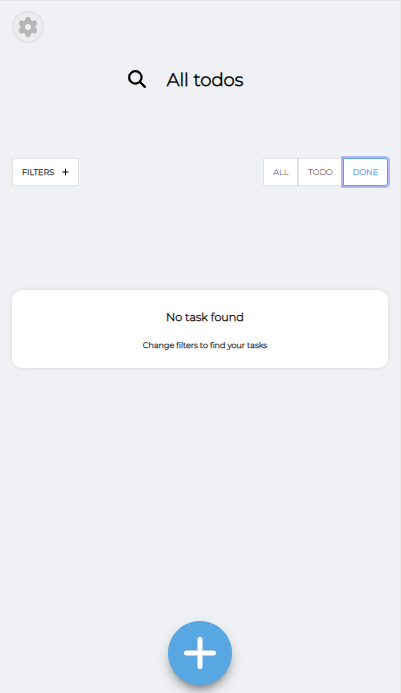 All todos
FILTERS +
ALL TODO DONE
No task found
Change filters to find your tasks